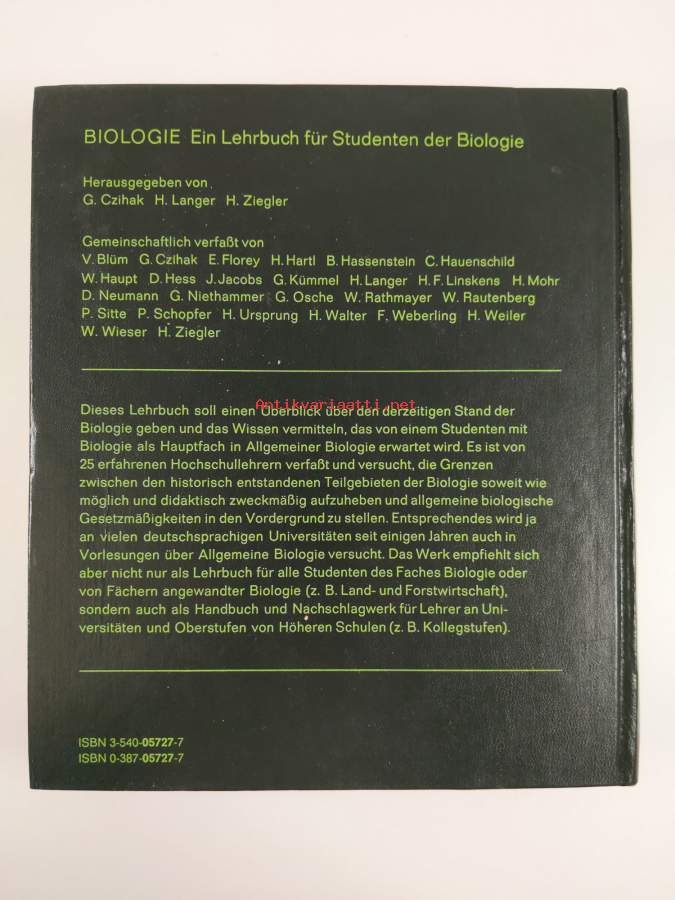 BIOLOGIE Ein Lehrbuch für Studenten der Biologie
Herausgegeben von
G. Czihak H. Langer H. Ziegler
Gemeinschaftlich verfaßt von
V. Blüm G. Czihak E. Florey H. Hartl B. Hassenstein C. Hauenschild
W. Haupt D. Hess J. Jacobs G. Kümmel H. Langer H. F. Linskens H. Mohr
D. Neumann G. Niethammer G. Osche W. Rathmayer W. Rautenberg
P. Sitte P. Schopfer H. Ursprung H. Walter F. Weberling H. Weiler
W. Wieser H. Ziegler
Antikvariaatti.net
Dieses Lehrbuch soll einen Überblick über den derzeitigen Stand der
Biologie geben und das Wissen vermitteln, das von einem Studenten mit
Biologie als Hauptfach in Allgemeiner Biologie erwartet wird. Es ist von
25 erfahrenen Hochschullehrern verfaßt und versucht, die Grenzen
zwischen den historisch entstandenen Teilgebieten der Biologie soweit wie
möglich und didaktisch zweckmäßig aufzuheben und allgemeine biologische
Gesetzmäßigkeiten in den Vordergrund zu stellen. Entsprechendes wird ja
an vielen deutschsprachigen Universitäten seit einigen Jahren auch in
Vorlesungen über Allgemeine Biologie versucht. Das Werk empfiehlt sich
aber nicht nur als Lehrbuch für alle Studenten des Faches Biologie oder
von Fächern angewandter Biologie (z. B. Land- und Forstwirtschaft),
sondern auch als Handbuch und Nachschlagwerk für Lehrer an Uni-
versitäten und Oberstufen von Höheren Schulen (z. B. Kollegstufen).
ISBN 3-540-05727-7
ISBN 0-387-05727-7